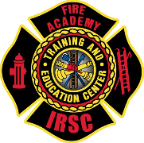 FIRE
ACADEMY
TRAINING AND
EDUCATION CENTER
IRSC